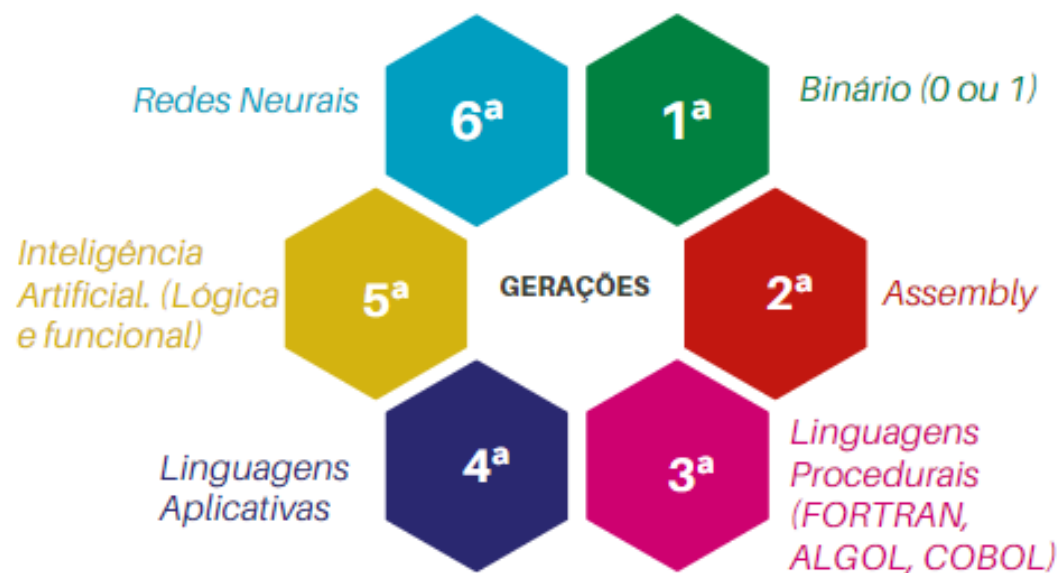 GERAÇÕES
1ª
Binário (0 ou 1)
2ª
Assembly
3ª
Linguagens
Procedurais
(FORTRAN,
ALGOL, COBOL)
4ª
Linguagens
Aplicativas
5ª
Inteligência
Artificial. (Lógica
e funcional)
6ª
Redes Neurais